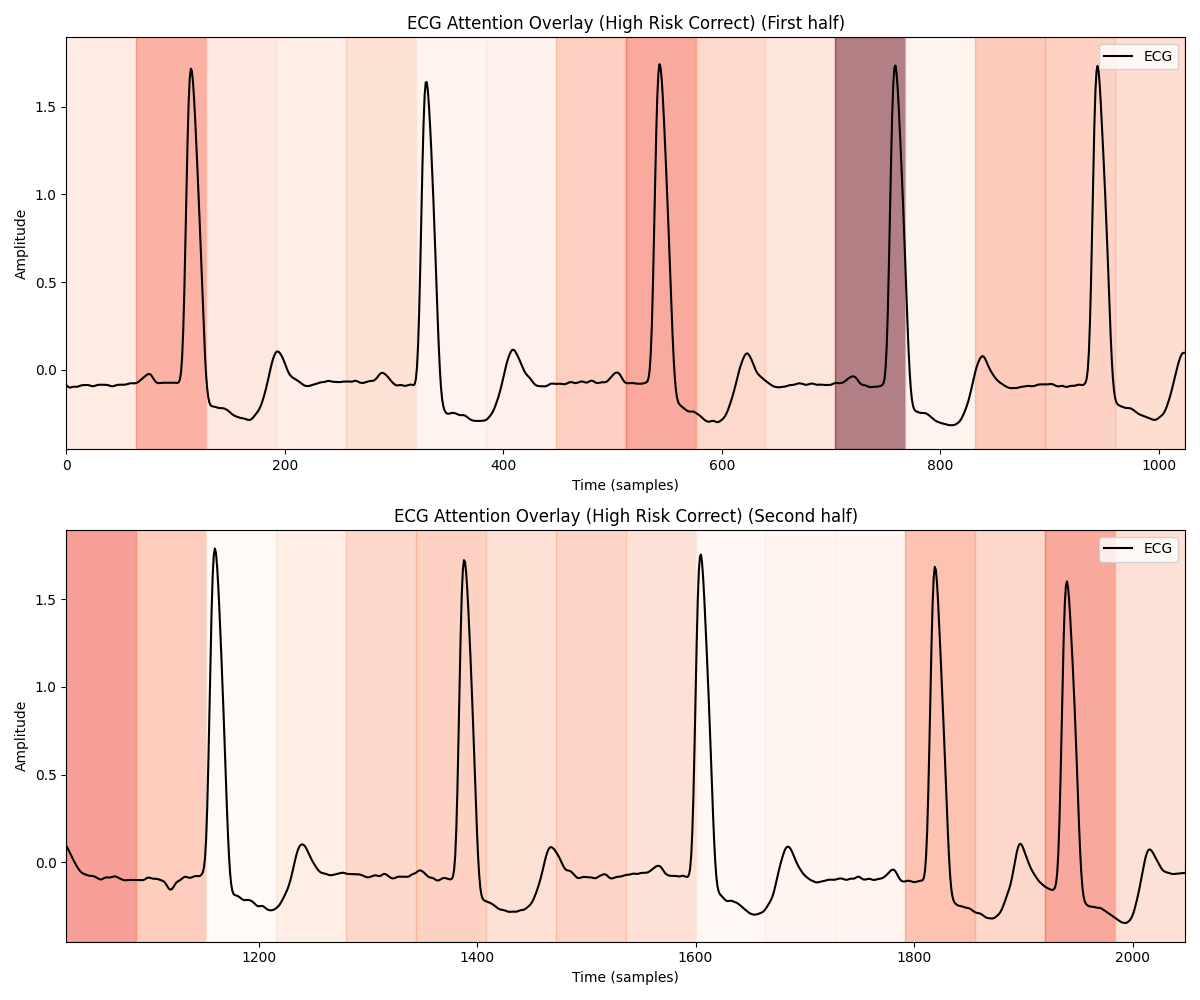 ECG Attention Overlay (High Risk Correct) (First half)
ECG
1.5
1.0
0.5
0.0
Amplitude
0 200 400 600 800 1000
Time (samples)
ECG Attention Overlay (High Risk Correct) (Second half)
ECG
1.5
1.0
0.5
0.0
Amplitude
1200 1400 1600 1800 2000
Time (samples)